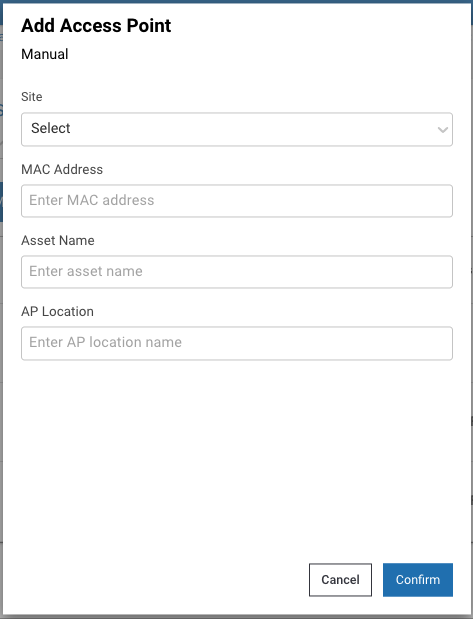 Add Access Point
Manual
Site
Select
MAC Address
Enter MAC address
Asset Name
Enter asset name
AP Location
Enter AP location name
Cancel
Confirm